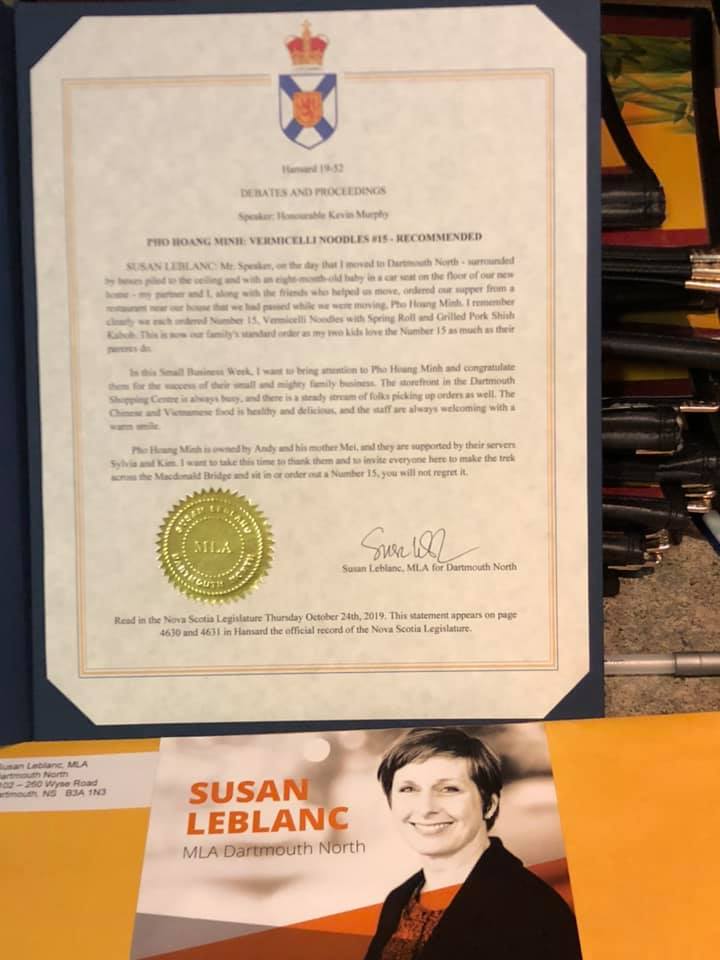 Hansard 19-52
DEBATES AND PROCEEDINGS
Speaker: Honourable Kevin Murphy
PHO HOANG MINH: VERMICELLI NOODLES #15 - RECOMMENDED
SUSAN LEBLANC: Mr. Speaker, on the day that I moved to Dartmouth North - surrounded
by boxes piled to the ceiling and with an eight-month-old baby in a car seat on the floor of our new
home - my partner and I, along with the friends who helped us move, ordered our supper from a
restaurant near our house that we had passed while we were moving, Pho Hoang Minh. I remember
clearly we each ordered Number 15, Vermicelli Noodles with Spring Roll and Grilled Pork Shish
Kabob. This is now our family's standard order as my two kids love the Number 15 as much as their
parents do.
In this Small Business Week, I want to bring attention to Pho Hoang Minh and congratulate
them for the success of their small and mighty family business. The storefront in the Dartmouth
Shopping Centre is always busy, and there is a steady stream of folks picking up orders as well. The
Chinese and Vietnamese food is healthy and delicious, and the staff are always welcoming with a
warm smile.
Pho Hoang Minh is owned by Andy and his mother Mei, and they are supported by their servers
Sylvia and Kim. I want to take this time to thank them and to invite everyone here to make the trek
across the Macdonald Bridge and sit in or order out a Number 15, you will not regret it.
SUSAN LEBLANC
MLA
DARTMOUTH NORTH
Susan Leblanc, MLA for Dartmouth North
Read in the Nova Scotia Legislature Thursday October 24th, 2019. This statement appears on page
4630 and 4631 in Hansard the official record of the Nova Scotia Legislature.
Susan Leblanc, MLA
Dartmouth North
102 – 260 Wyse Road
Dartmouth, NS B3A 1N3
SUSAN
LEBLANC
MLA Dartmouth North